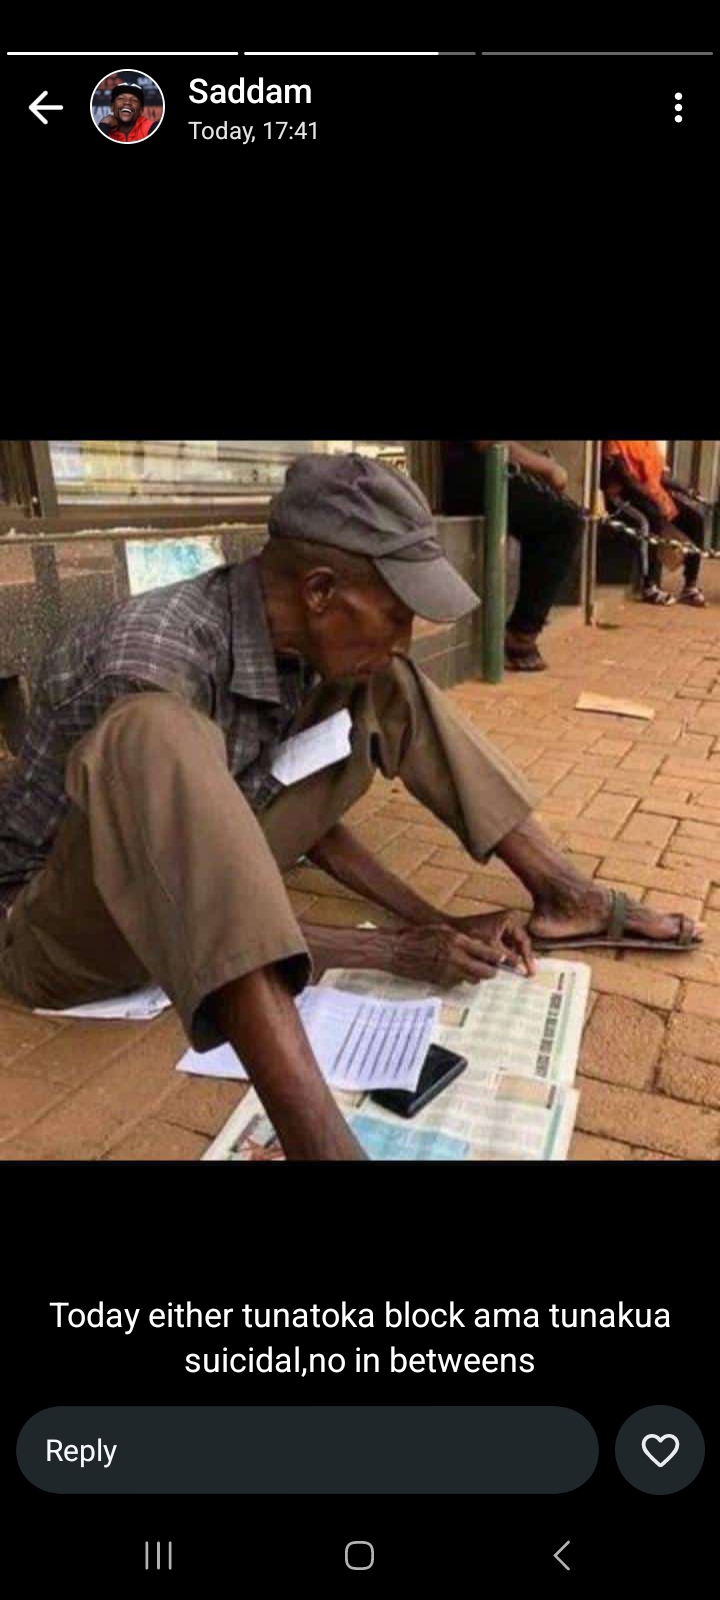 Saddam
Today, 17:41
Today either tunatoka block ama tunakua
suicidal,no in betweens
Reply